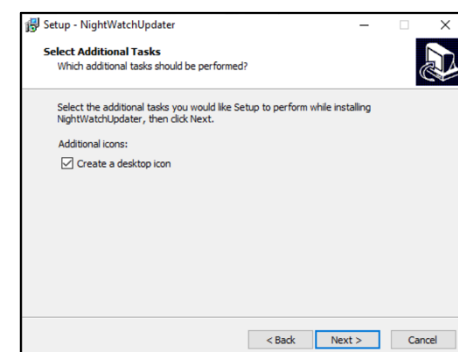 Setup - NightWatchUpdater
Select Additional Tasks
Which additional tasks should be performed?
Select the additional tasks you would like Setup to perform while installing
NightWatchUpdater, then click Next.
Additional icons:
Create a desktop icon
< Back Next > Cancel